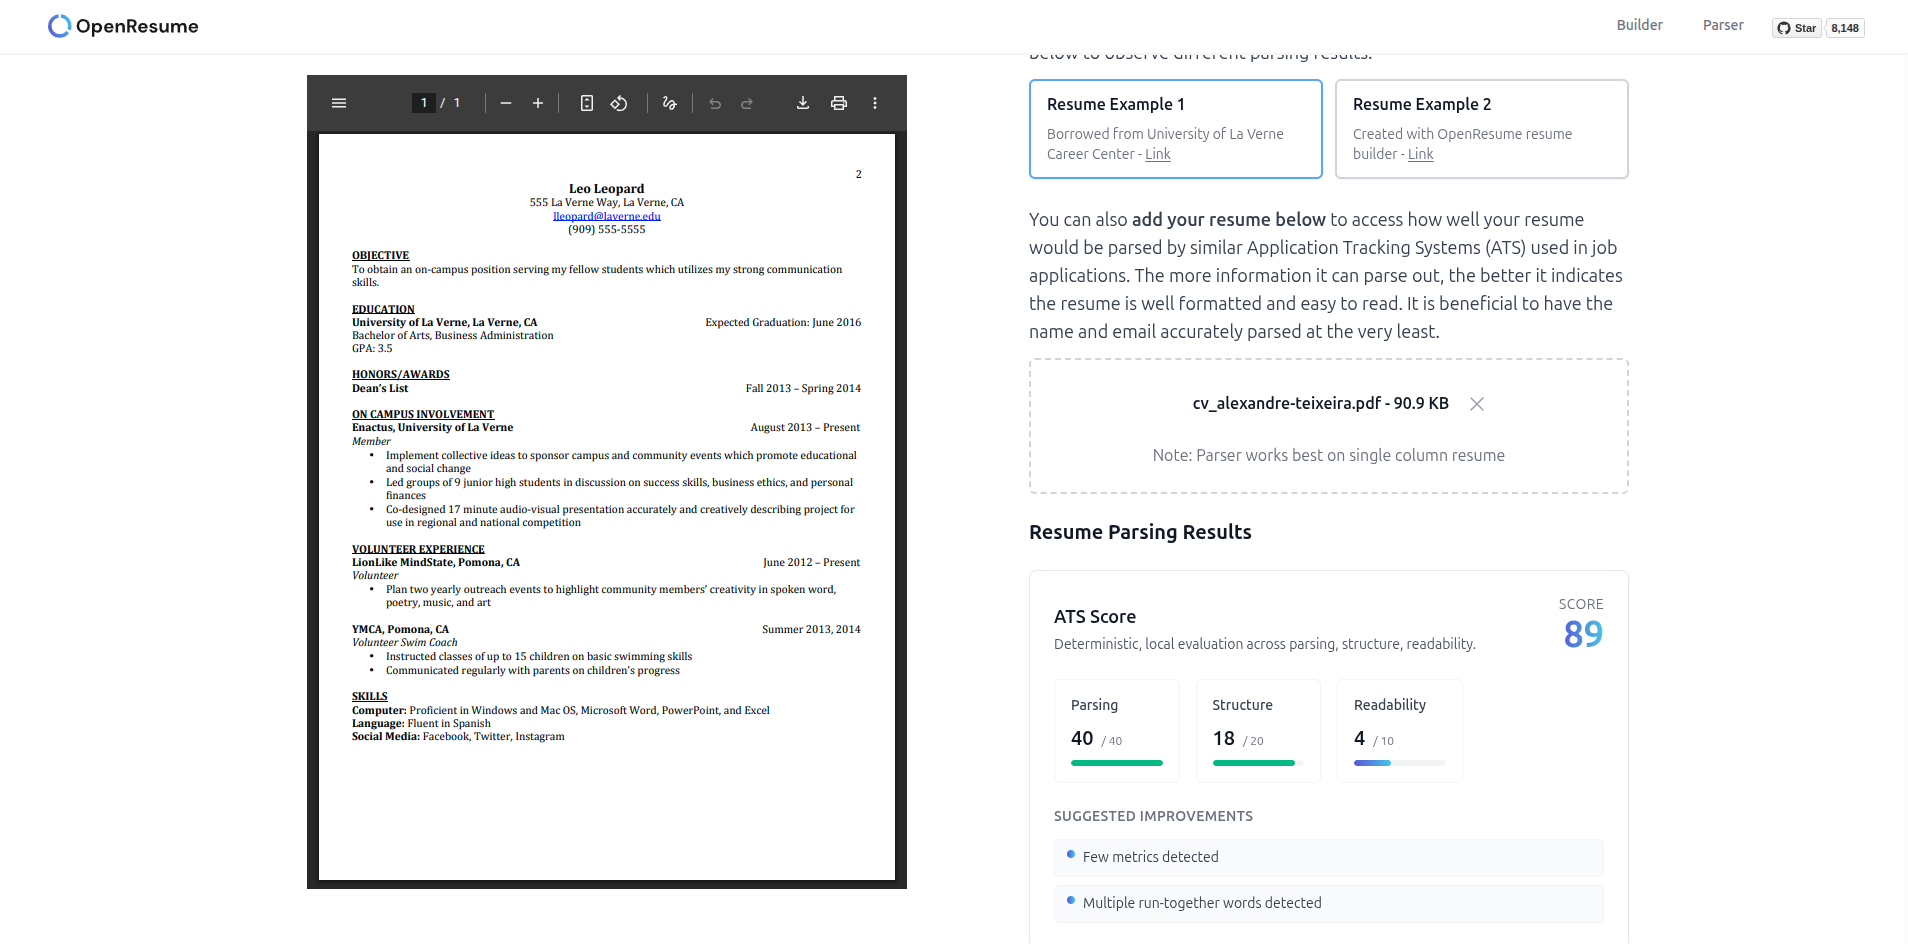 OpenResume
Builder
Parser
Star
8,148
1 / 1
2
Leo Leopard
555 La Verne Way, La Verne, CA
lleopard@laverne.edu
(909) 555-5555
OBJECTIVE
To obtain an on-campus position serving my fellow students which utilizes my strong communication
skills.
EDUCATION
University of La Verne, La Verne, CA Expected Graduation: June 2016
Bachelor of Arts, Business Administration
GPA: 3.5
HONORS/AWARDS
Dean's List Fall 2013 – Spring 2014
ON CAMPUS INVOLVEMENT
Enactus, University of La Verne August 2013 – Present
Member
• Implement collective ideas to sponsor campus and community events which promote educational
and social change
• Led groups of 9 junior high students in discussion on success skills, business ethics, and personal
finances
• Co-designed 17 minute audio-visual presentation accurately and creatively describing project for
use in regional and national competition
VOLUNTEER EXPERIENCE
LionLike MindState, Pomona, CA June 2012 – Present
Volunteer
• Plan two yearly outreach events to highlight community members' creativity in spoken word,
poetry, music, and art
YMCA, Pomona, CA Summer 2013, 2014
Volunteer Swim Coach
• Instructed classes of up to 15 children on basic swimming skills
• Communicated regularly with parents on children's progress
SKILLS
Computer: Proficient in Windows and Mac OS, Microsoft Word, PowerPoint, and Excel
Language: Fluent in Spanish
Social Media: Facebook, Twitter, Instagram
below to observe different parsing results.
Resume Example 1
Borrowed from University of La Verne
Career Center - Link
Resume Example 2
Created with OpenResume resume
builder - Link
You can also add your resume below to access how well your resume
would be parsed by similar Application Tracking Systems (ATS) used in job
applications. The more information it can parse out, the better it indicates
the resume is well formatted and easy to read. It is beneficial to have the
name and email accurately parsed at the very least.
cv_alexandre-teixeira.pdf - 90.9 KB
Note: Parser works best on single column resume
Resume Parsing Results
ATS Score
Deterministic, local evaluation across parsing, structure, readability.
SCORE
89
Parsing
40 / 40
Structure
18 / 20
Readability
4 / 10
SUGGESTED IMPROVEMENTS
Few metrics detected
Multiple run-together words detected